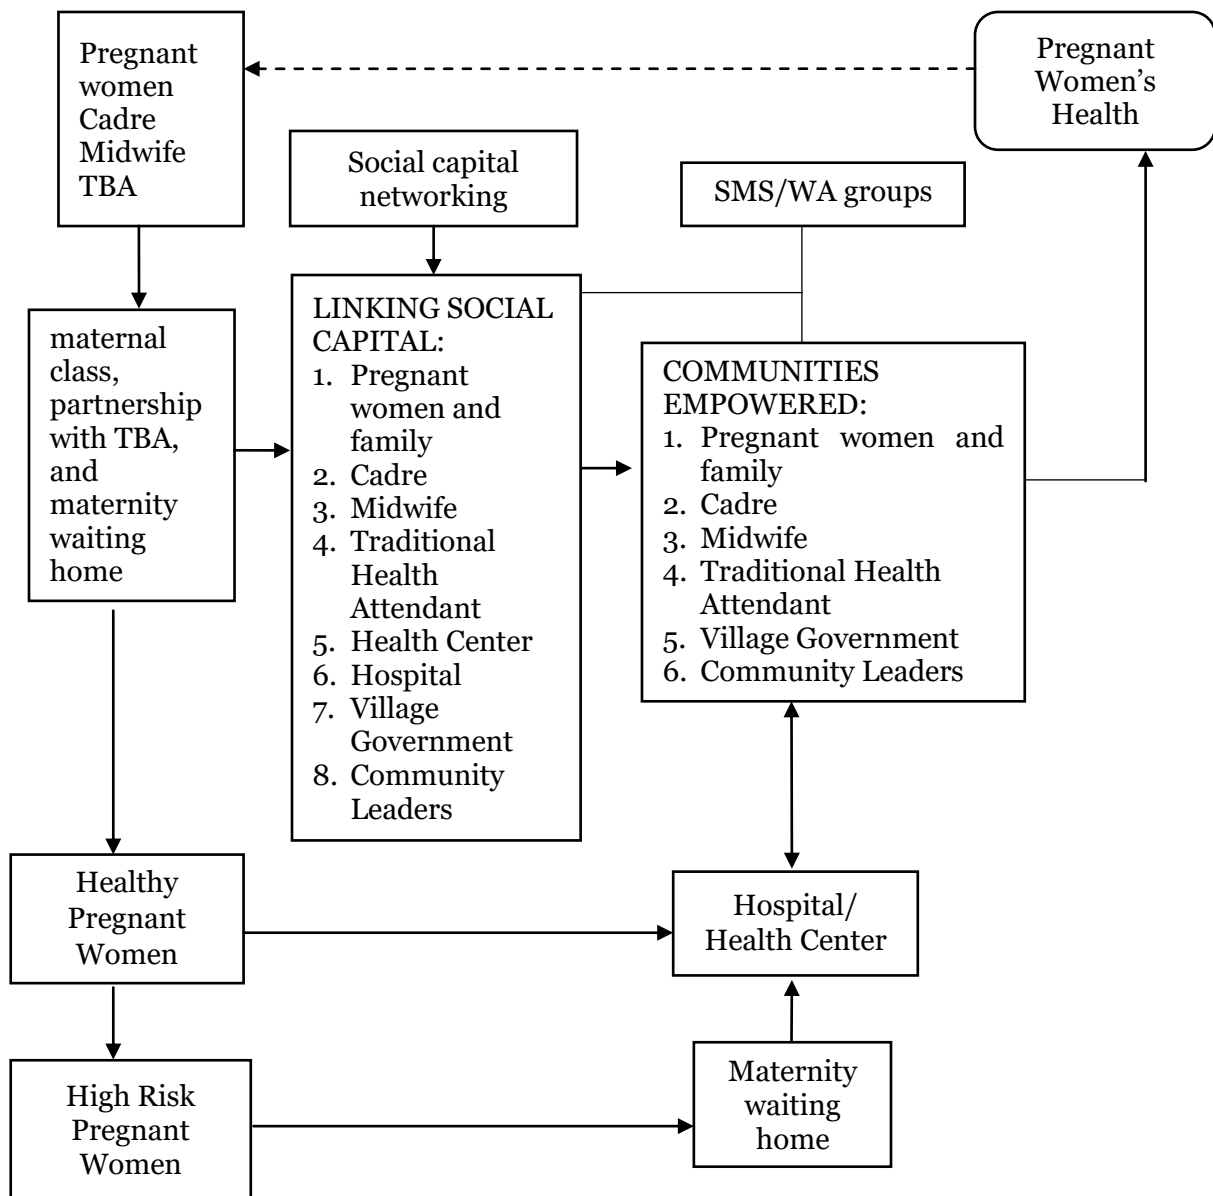 Pregnant
women
Cadre
Midwife
TBA
Pregnant
Women’s
Health
Social capital
networking
SMS/WA groups
maternal
class,
partnership
with TBA,
and
maternity
waiting
home
LINKING SOCIAL
CAPITAL:
1. Pregnant
women and
family
2. Cadre
3. Midwife
4. Traditional
Health
Attendant
5. Health Center
6. Hospital
7. Village
Government
8. Community
Leaders
COMMUNITIES
EMPOWERED:
1. Pregnant women and
family
2. Cadre
3. Midwife
4. Traditional Health
Attendant
5. Village Government
6. Community Leaders
Healthy
Pregnant
Women
Hospital/
Health Center
High Risk
Pregnant
Women
Maternity
waiting
home